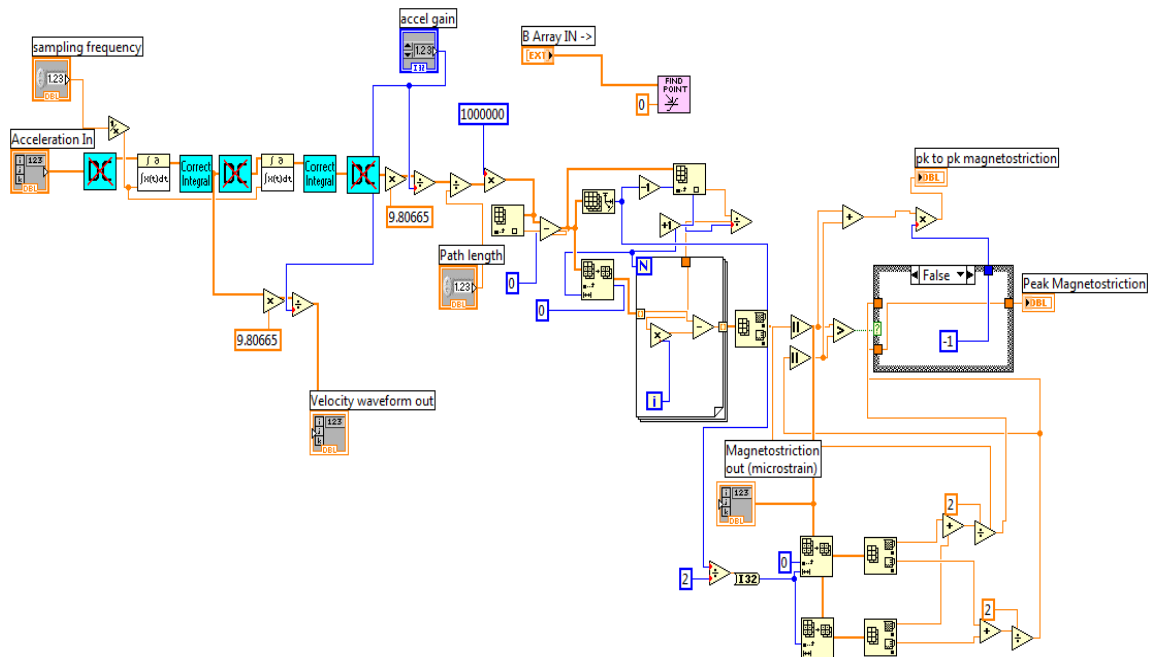 accel gain
1.23
I32
sampling frequency
1.23
DBL
B Array IN ->
[EXT]
FIND
POINT
0
1000000
1/x
Acceleration In
123
i
j
k
DBL
∫ ∂
∫x(t)dt
Correct
Integral
∫ ∂
∫x(t)dt
Correct
Integral
9.80665
Path length
1.23
DBL
-1
+1
0
N
0
i
pk to pk magnetostriction
DBL
False
?
-1
Peak Magnetostriction
DBL
9.80665
Velocity waveform out
123
i
j
k
DBL
Magnetostriction
out (microstrain)
123
i
j
k
DBL
2
0
2
I32
2